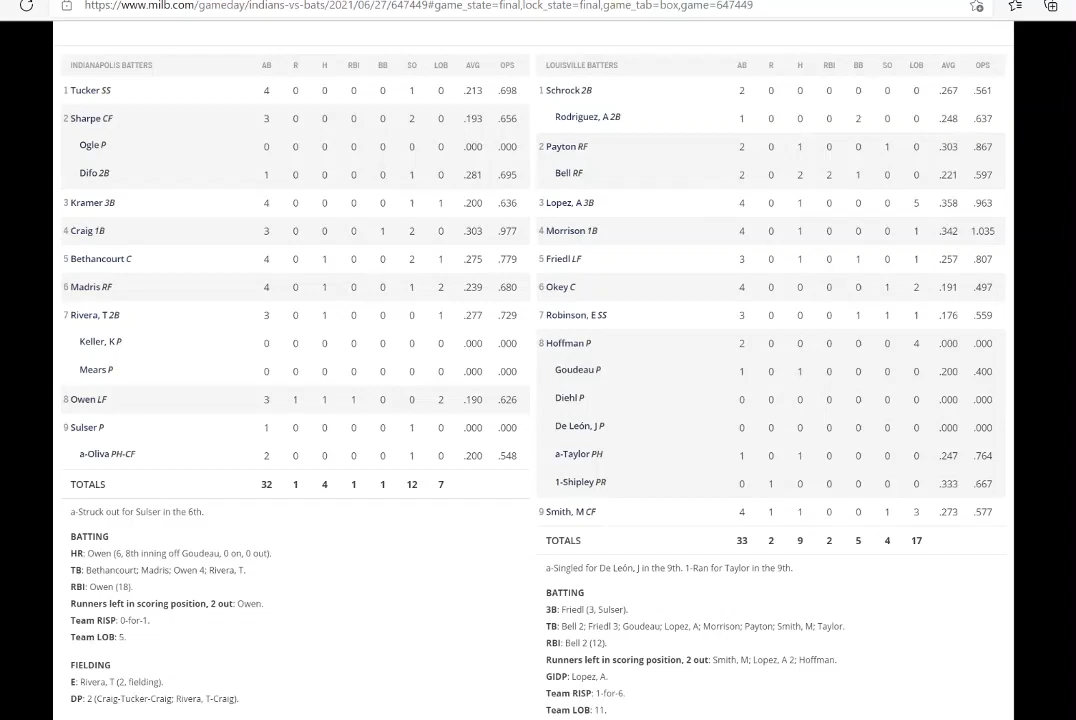 https://www.milb.com/gameday/indians-vs-bats/2021/06/27/647449#game_state=final,lock_state=final,game_tab=box,game=647449
INDIANAPOLIS BATTERS AB R H RBI BB SO LOB AVG OPS
1 Tucker SS 4 0 0 0 0 1 0 .213 .698
2 Sharpe CF 3 0 0 0 0 2 0 .193 .656
Ogle P 0 0 0 0 0 0 0 .000 .000
Difo 2B 1 0 0 0 0 1 0 .281 .695
3 Kramer 3B 4 0 0 0 0 1 1 .200 .636
4 Craig 1B 3 0 0 0 1 2 0 .303 .977
5 Bethancourt C 4 0 1 0 0 2 1 .275 .779
6 Madris RF 4 0 1 0 0 1 2 .239 .680
7 Rivera, T 2B 3 0 1 0 0 0 1 .277 .729
Keller, K P 0 0 0 0 0 0 0 .000 .000
Mears P 0 0 0 0 0 0 0 .000 .000
8 Owen LF 3 1 1 1 0 0 2 .190 .626
9 Sulser P 1 0 0 0 0 1 0 .000 .000
a-Oliva PH-CF 2 0 0 0 0 1 0 .200 .548
TOTALS 32 1 4 1 1 12 7
a-Struck out for Sulser in the 6th.
BATTING
HR: Owen (6, 8th inning off Goudeau, 0 on, 0 out).
TB: Bethancourt; Madris; Owen 4; Rivera, T.
RBI: Owen (18).
Runners left in scoring position, 2 out: Owen.
Team RISP: 0-for-1.
Team LOB: 5.
FIELDING
E: Rivera, T (2, fielding).
DP: 2 (Craig-Tucker-Craig; Rivera, T-Craig).
LOUISVILLE BATTERS AB R H RBI BB SO LOB AVG OPS
1 Schrock 2B 2 0 0 0 0 0 0 .267 .561
Rodriguez, A 2B 1 0 0 0 2 0 0 .248 .637
2 Payton RF 2 0 1 0 0 1 0 .303 .867
Bell RF 2 0 2 2 1 0 0 .221 .597
3 Lopez, A 3B 4 0 1 0 0 0 5 .358 .963
4 Morrison 1B 4 0 1 0 0 0 1 .342 1.035
5 Friedl LF 3 0 1 0 1 0 1 .257 .807
6 Okey C 4 0 0 0 0 1 2 .191 .497
7 Robinson, E SS 3 0 0 0 1 1 1 .176 .559
8 Hoffman P 2 0 0 0 0 0 4 .000 .000
Goudeau P 1 0 1 0 0 0 0 .200 .400
Diehl P 0 0 0 0 0 0 0 .000 .000
De León, J P 0 0 0 0 0 0 0 .000 .000
a-Taylor PH 1 0 1 0 0 0 0 .247 .764
1-Shipley PR 0 1 0 0 0 0 0 .333 .667
9 Smith, M CF 4 1 1 0 0 1 3 .273 .577
TOTALS 33 2 9 2 5 4 17
a-Singled for De León, J in the 9th. 1-Ran for Taylor in the 9th.
BATTING
3B: Friedl (3, Sulser).
TB: Bell 2; Friedl 3; Goudeau; Lopez, A; Morrison; Payton; Smith, M; Taylor.
RBI: Bell 2 (12).
Runners left in scoring position, 2 out: Smith, M; Lopez, A 2; Hoffman.
GIDP: Lopez, A.
Team RISP: 1-for-6.
Team LOB: 11.